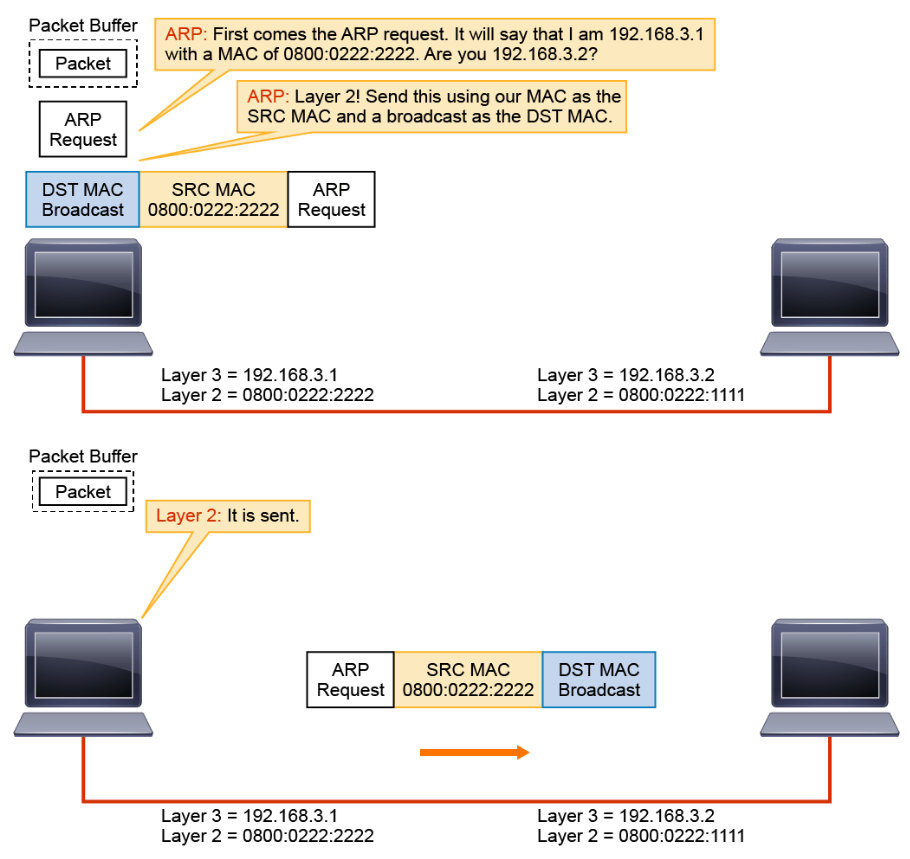 Packet Buffer
Packet
ARP: First comes the ARP request. It will say that I am 192.168.3.1
with a MAC of 0800:0222:2222. Are you 192.168.3.2?
ARP: Layer 2! Send this using our MAC as the
SRC MAC and a broadcast as the DST MAC.
ARP
Request
DST MAC
Broadcast
SRC MAC
0800:0222:2222
ARP
Request
Layer 3 = 192.168.3.1
Layer 2 = 0800:0222:2222
Layer 3 = 192.168.3.2
Layer 2 = 0800:0222:1111
Packet Buffer
Packet
Layer 2: It is sent.
ARP
Request
SRC MAC
0800:0222:2222
DST MAC
Broadcast
Layer 3 = 192.168.3.1
Layer 2 = 0800:0222:2222
Layer 3 = 192.168.3.2
Layer 2 = 0800:0222:1111